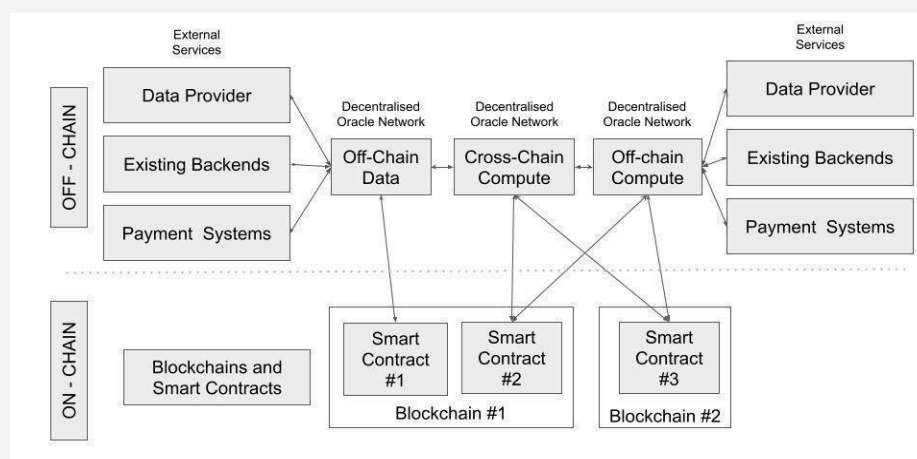 External
Services
External
Services
OFF - CHAIN
Data Provider
Existing Backends
Payment Systems
Decentralised
Oracle Network
Off-Chain
Data
Decentralised
Oracle Network
Cross-Chain
Compute
Decentralised
Oracle Network
Off-chain
Compute
Data Provider
Existing Backends
Payment Systems
ON - CHAIN
Blockchains and
Smart Contracts
Smart
Contract
#1
Smart
Contract
#2
Blockchain #1
Smart
Contract
#3
Blockchain #2